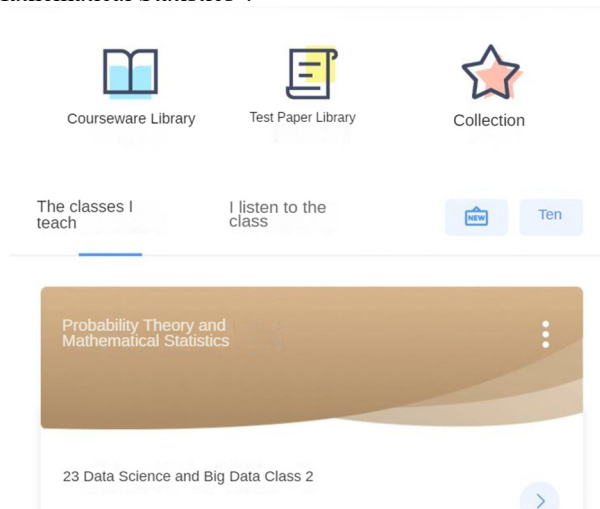 Courseware Library
Test Paper Library
Collection
The classes I
teach
I listen to the
class
NEW
Ten
Probability Theory and
Mathematical Statistics
23 Data Science and Big Data Class 2